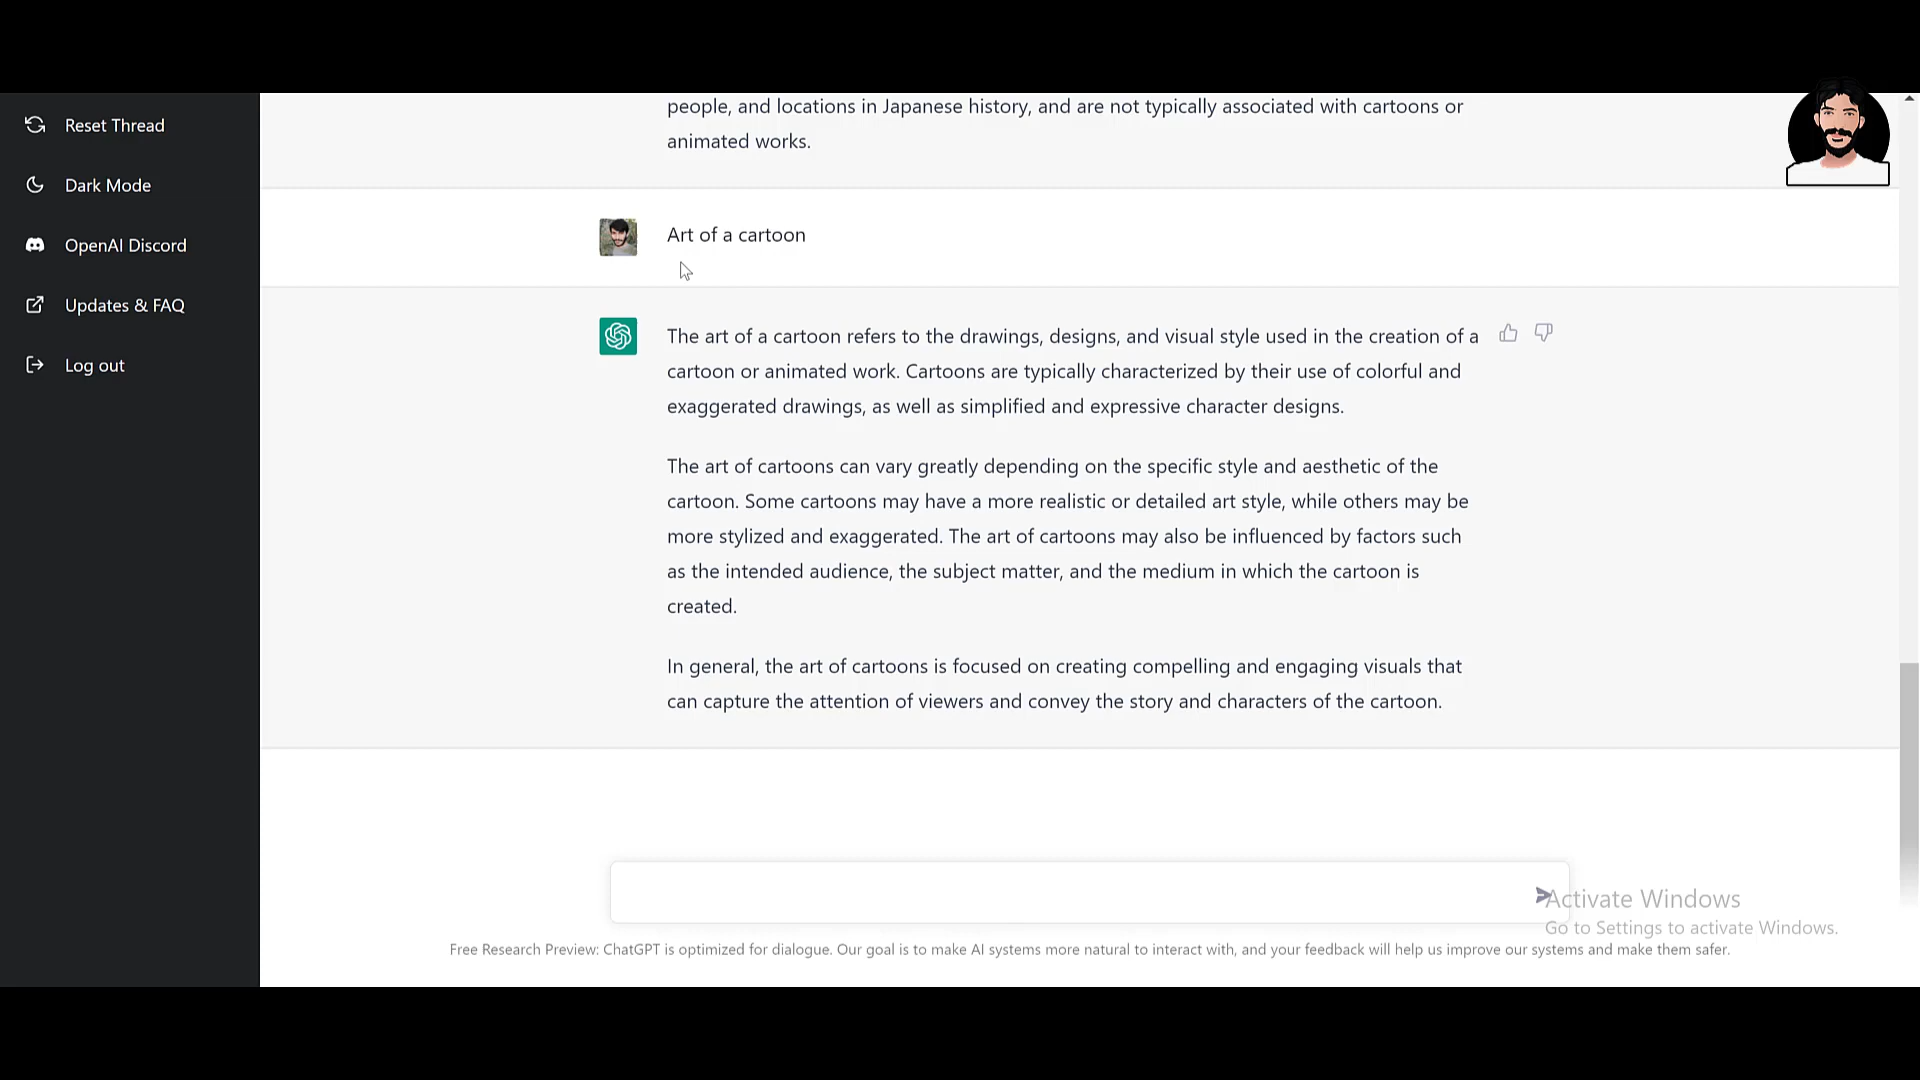 people, and locations in Japanese history, and are not typically associated with cartoons or
animated works.
Reset Thread
Dark Mode
OpenAI Discord
Updates & FAQ
Log out
Art of a cartoon
The art of a cartoon refers to the drawings, designs, and visual style used in the creation of a
cartoon or animated work. Cartoons are typically characterized by their use of colorful and
exaggerated drawings, as well as simplified and expressive character designs.
The art of cartoons can vary greatly depending on the specific style and aesthetic of the
cartoon. Some cartoons may have a more realistic or detailed art style, while others may be
more stylized and exaggerated. The art of cartoons may also be influenced by factors such
as the intended audience, the subject matter, and the medium in which the cartoon is
created.
In general, the art of cartoons is focused on creating compelling and engaging visuals that
can capture the attention of viewers and convey the story and characters of the cartoon.
Activate Windows
Go to Settings to activate Windows.
Free Research Preview: ChatGPT is optimized for dialogue. Our goal is to make AI systems more natural to interact with, and your feedback will help us improve our systems and make them safer.